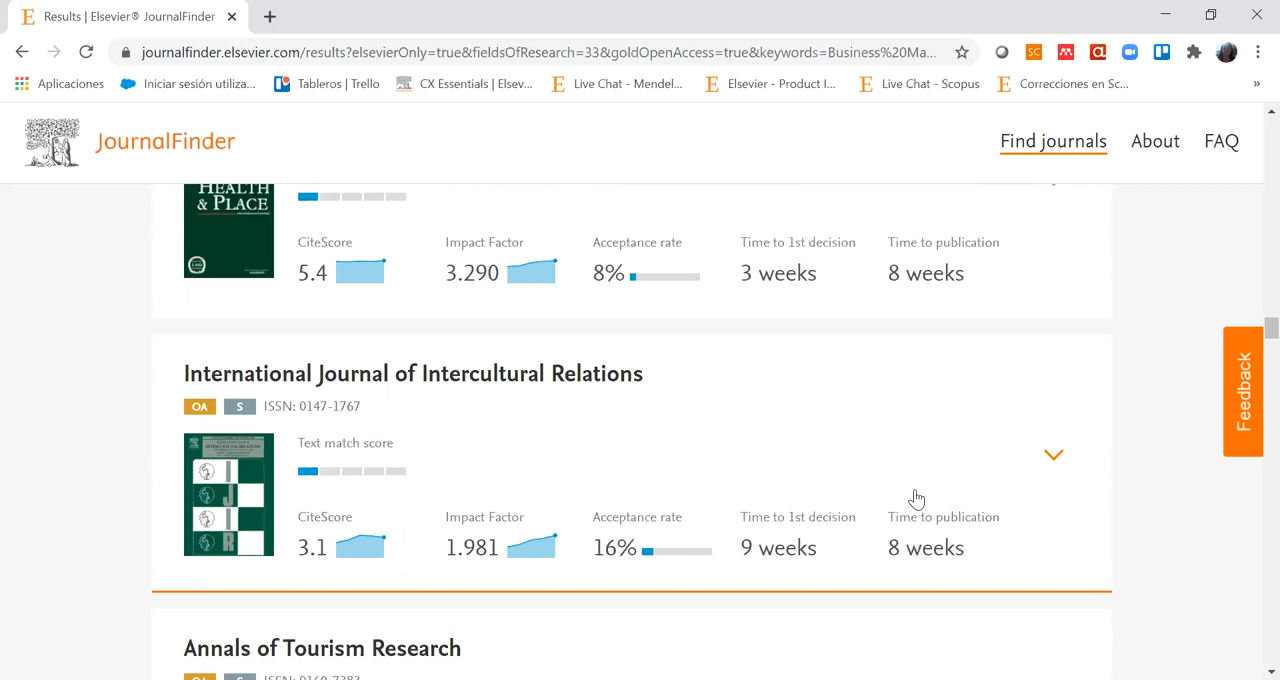 Results | Elsevier® JournalFinder
journalfinder.elsevier.com/results?elsevierOnly=true&fieldsOfResearch=33&goldOpenAccess=true&keywords=Business%20Ma...
SC
Aplicaciones
Iniciar sesión utiliza...
Tableros | Trello
CX Essentials | Elsev...
Live Chat - Mendel...
Elsevier - Product I...
Live Chat - Scopus
Correcciones en Sc...
»
JournalFinder
Find journals
About
FAQ
HEALTH
& PLACE
CiteScore
Impact Factor
Acceptance rate
Time to 1st decision
Time to publication
5.4
3.290
8%
3 weeks
8 weeks
International Journal of Intercultural Relations
OA
S
ISSN: 0147-1767
Text match score
I
J
I
R
CiteScore
Impact Factor
Acceptance rate
Time to 1st decision
Time to publication
3.1
1.981
16%
9 weeks
8 weeks
Feedback
Annals of Tourism Research
OA
S
ISSN: 0160-7383